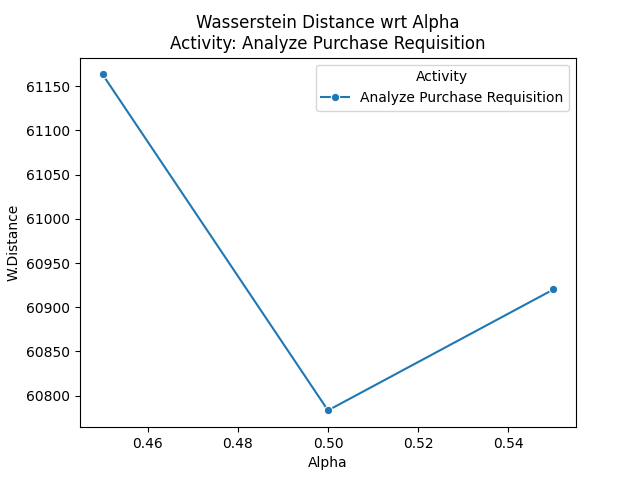 Wasserstein Distance wrt Alpha
Activity: Analyze Purchase Requisition
Activity
Analyze Purchase Requisition
W.Distance
61150
61100
61050
61000
60950
60900
60850
60800
0.46 0.48 0.50 0.52 0.54
Alpha